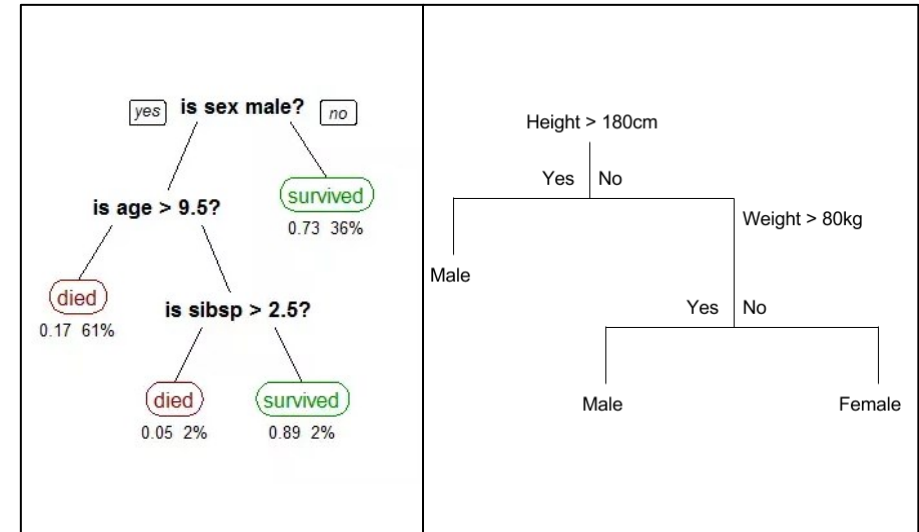 yes is sex male? no
is age > 9.5?
survived
0.73 36%
died
0.17 61%
is sibsp > 2.5?
died
0.05 2%
survived
0.89 2%
Height > 180cm
Yes No
Weight > 80kg
Male
Yes No
Male
Female